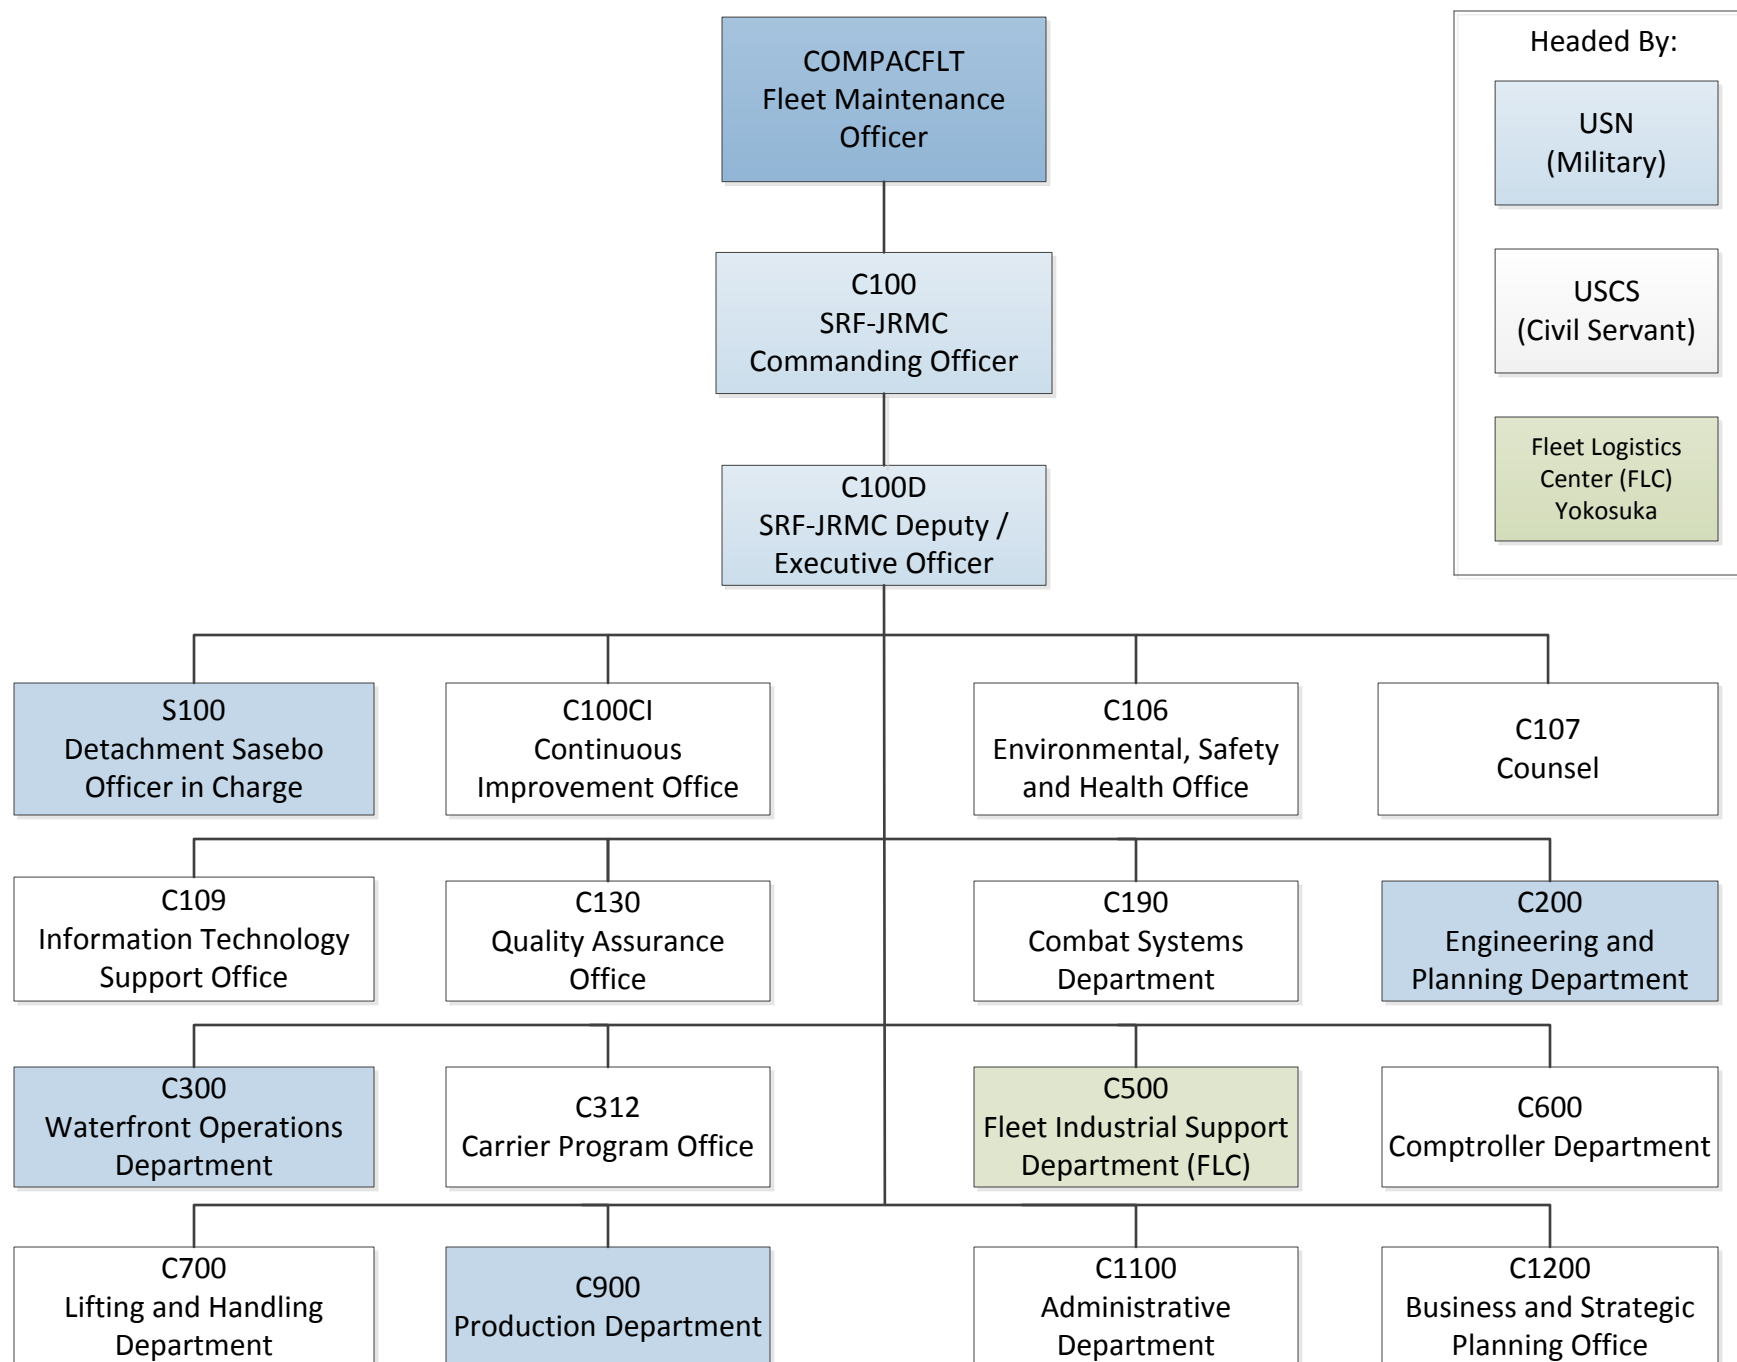 COMPACFLT
Fleet Maintenance
Officer
Headed By:
USN
(Military)
USCS
(Civil Servant)
Fleet Logistics
Center (FLC)
Yokosuka
C100
SRF-JRMC
Commanding Officer
C100D
SRF-JRMC Deputy /
Executive Officer
S100
Detachment Sasebo
Officer in Charge
C100CI
Continuous
Improvement Office
C106
Environmental, Safety
and Health Office
C107
Counsel
C109
Information Technology
Support Office
C130
Quality Assurance
Office
C190
Combat Systems
Department
C200
Engineering and
Planning Department
C300
Waterfront Operations
Department
C312
Carrier Program Office
C500
Fleet Industrial Support
Department (FLC)
C600
Comptroller Department
C700
Lifting and Handling
Department
C900
Production Department
C1100
Administrative
Department
C1200
Business and Strategic
Planning Office